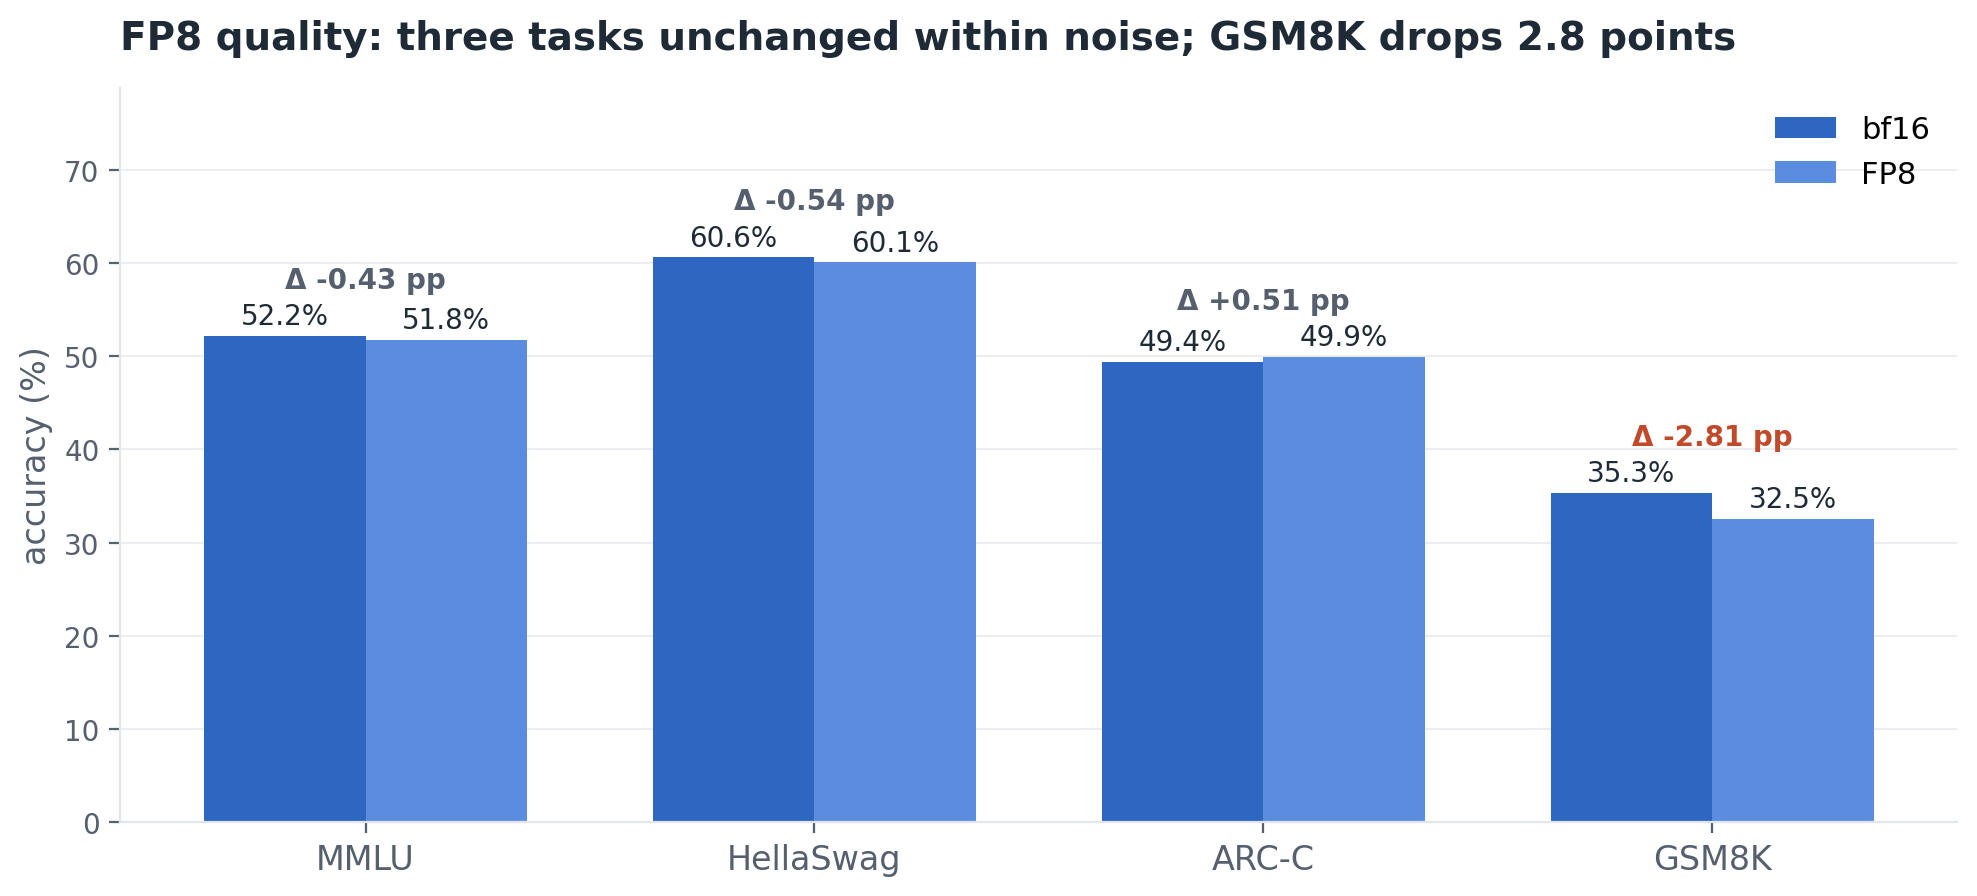 FP8 quality: three tasks unchanged within noise; GSM8K drops 2.8 points
bf16
FP8
accuracy (%)
70
60
50
40
30
20
10
0
Δ -0.43 pp
52.2%
51.8%
Δ -0.54 pp
60.6%
60.1%
Δ +0.51 pp
49.4%
49.9%
Δ -2.81 pp
35.3%
32.5%
MMLU
HellaSwag
ARC-C
GSM8K